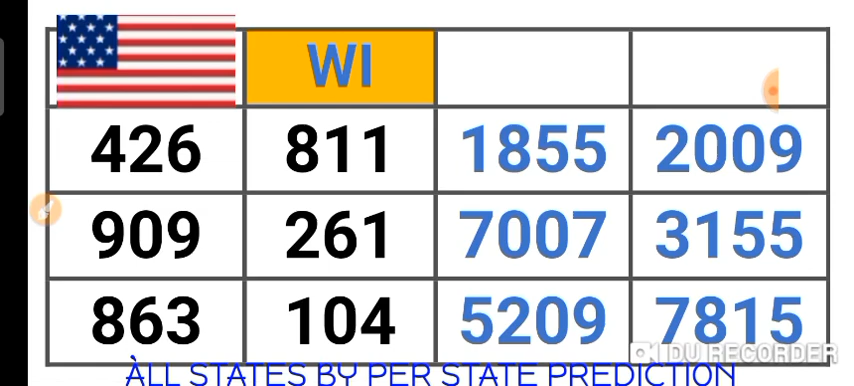 WI
426 811 1855 2009
909 261 7007 3155
863 104 5209 7815
DU RECORDER
ÀLL STATES BY PER STATE PREDICTION